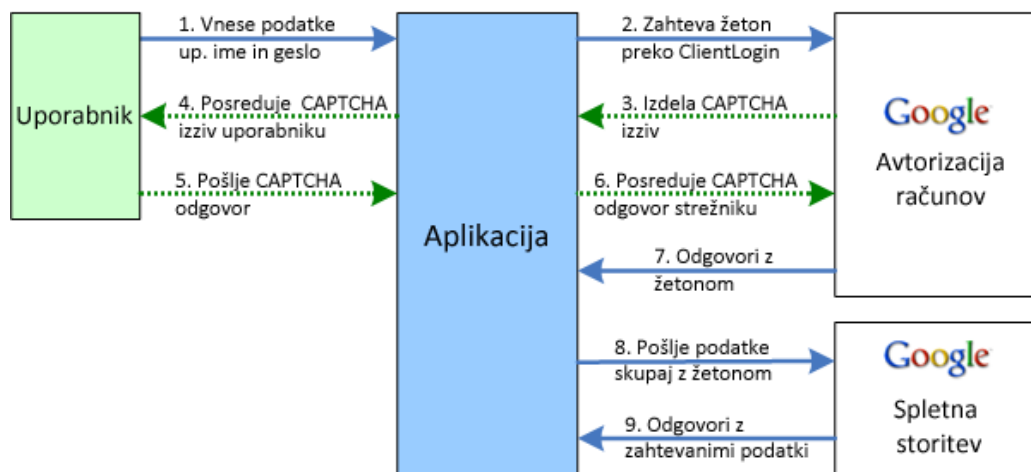 1. Vnese podatke
up. ime in geslo
2. Zahteva žeton
preko ClientLogin
Uporabnik
4. Posreduje CAPTCHA
izziv uporabniku
3. Izdela CAPTCHA
izziv
Google
Avtorizacija
računov
5. Pošlje CAPTCHA
odgovor
6. Posreduje CAPTCHA
odgovor strežniku
Aplikacija
7. Odgovori z
žetonom
8. Pošlje podatke
skupaj z žetonom
Google
Spletna
storitev
9. Odgovori z
zahtevanimi podatki